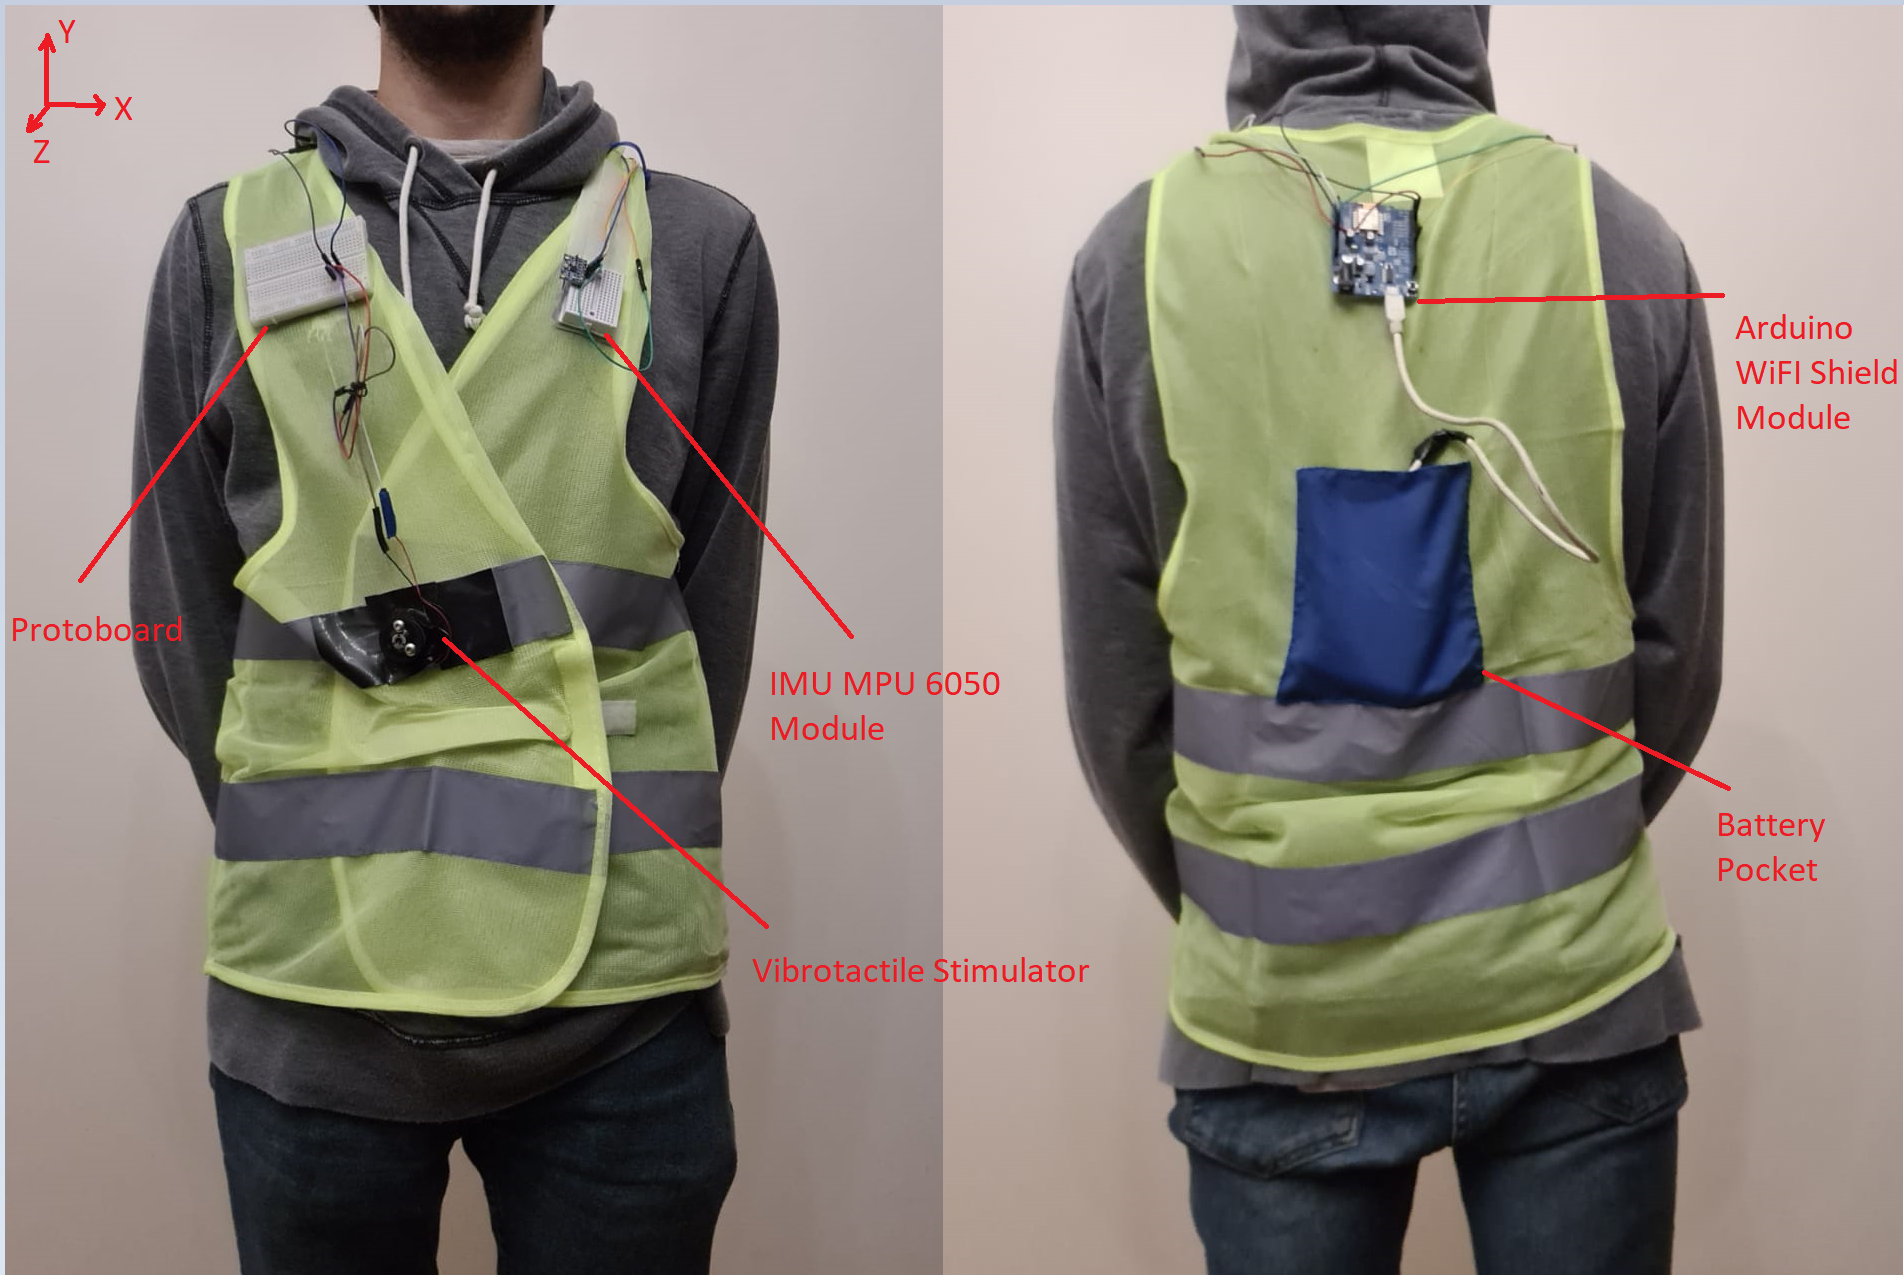 Y
X
Z
Protoboard
IMU MPU 6050
Module
Vibrotactile Stimulator
Arduino
WiFI Shield
Module
Battery
Pocket